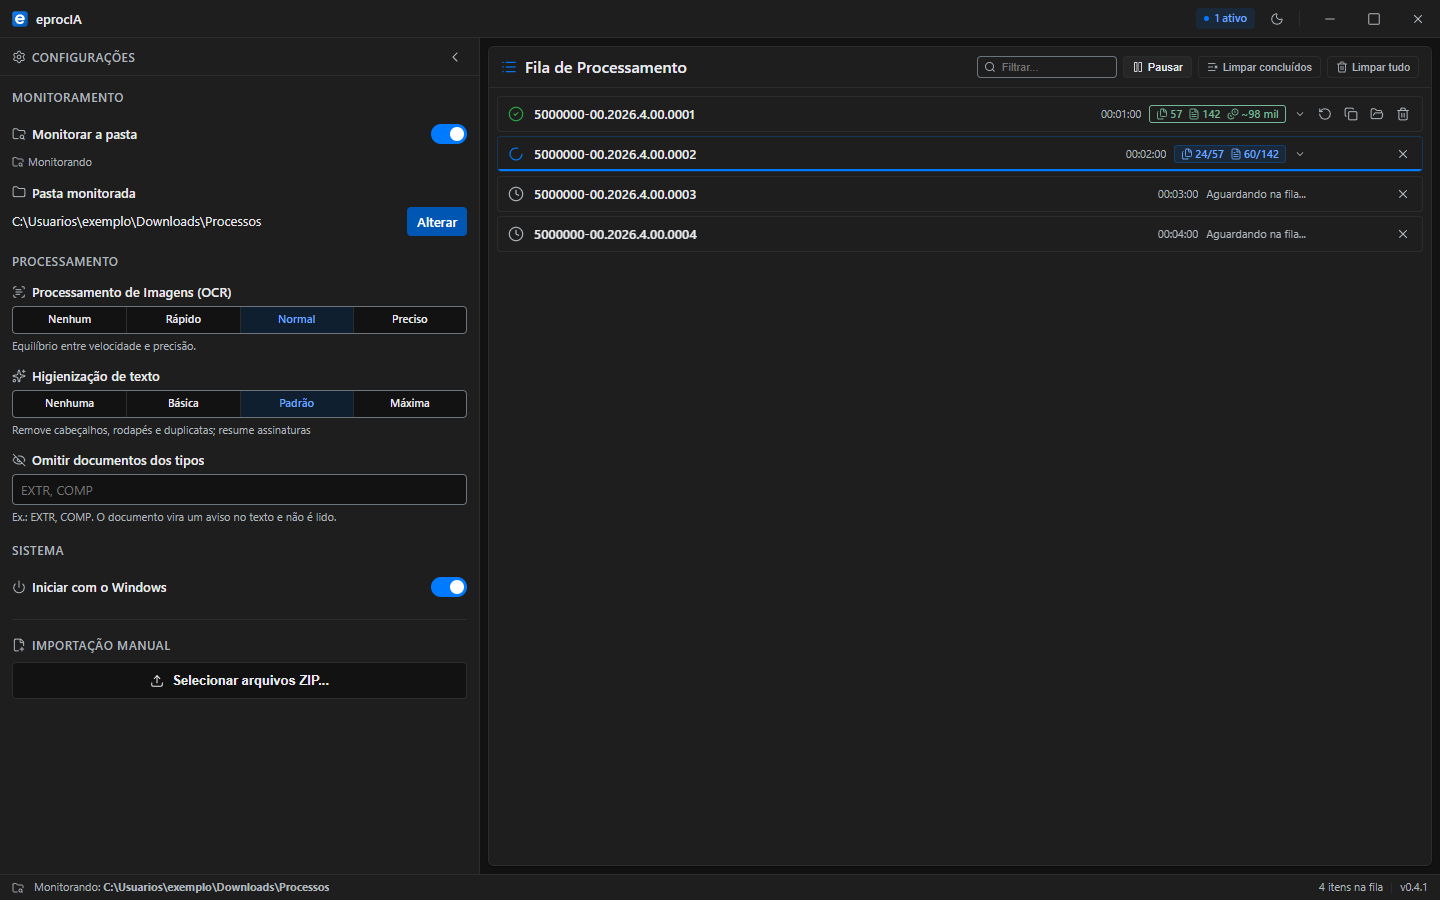 eprocIA
1 ativo
CONFIGURAÇÕES
MONITORAMENTO
Monitorar a pasta
Monitorando
Pasta monitorada
C:\Usuarios\exemplo\Downloads\Processos
Alterar
PROCESSAMENTO
Processamento de Imagens (OCR)
Nenhum Rápido Normal Preciso
Equilíbrio entre velocidade e precisão.
Higienização de texto
Nenhuma Básica Padrão Máxima
Remove cabeçalhos, rodapés e duplicatas; resume assinaturas
Omitir documentos dos tipos
EXTR, COMP
Ex.: EXTR, COMP. O documento vira um aviso no texto e não é lido.
SISTEMA
Iniciar com o Windows
IMPORTAÇÃO MANUAL
Selecionar arquivos ZIP...
Fila de Processamento
Filtrar...
Pausar
Limpar concluídos
Limpar tudo
5000000-00.2026.4.00.0001 00:01:00 57 142 ~98 mil
5000000-00.2026.4.00.0002 00:02:00 24/57 60/142
5000000-00.2026.4.00.0003 00:03:00 Aguardando na fila...
5000000-00.2026.4.00.0004 00:04:00 Aguardando na fila...
Monitorando: C:\Usuarios\exemplo\Downloads\Processos
4 itens na fila
v0.4.1